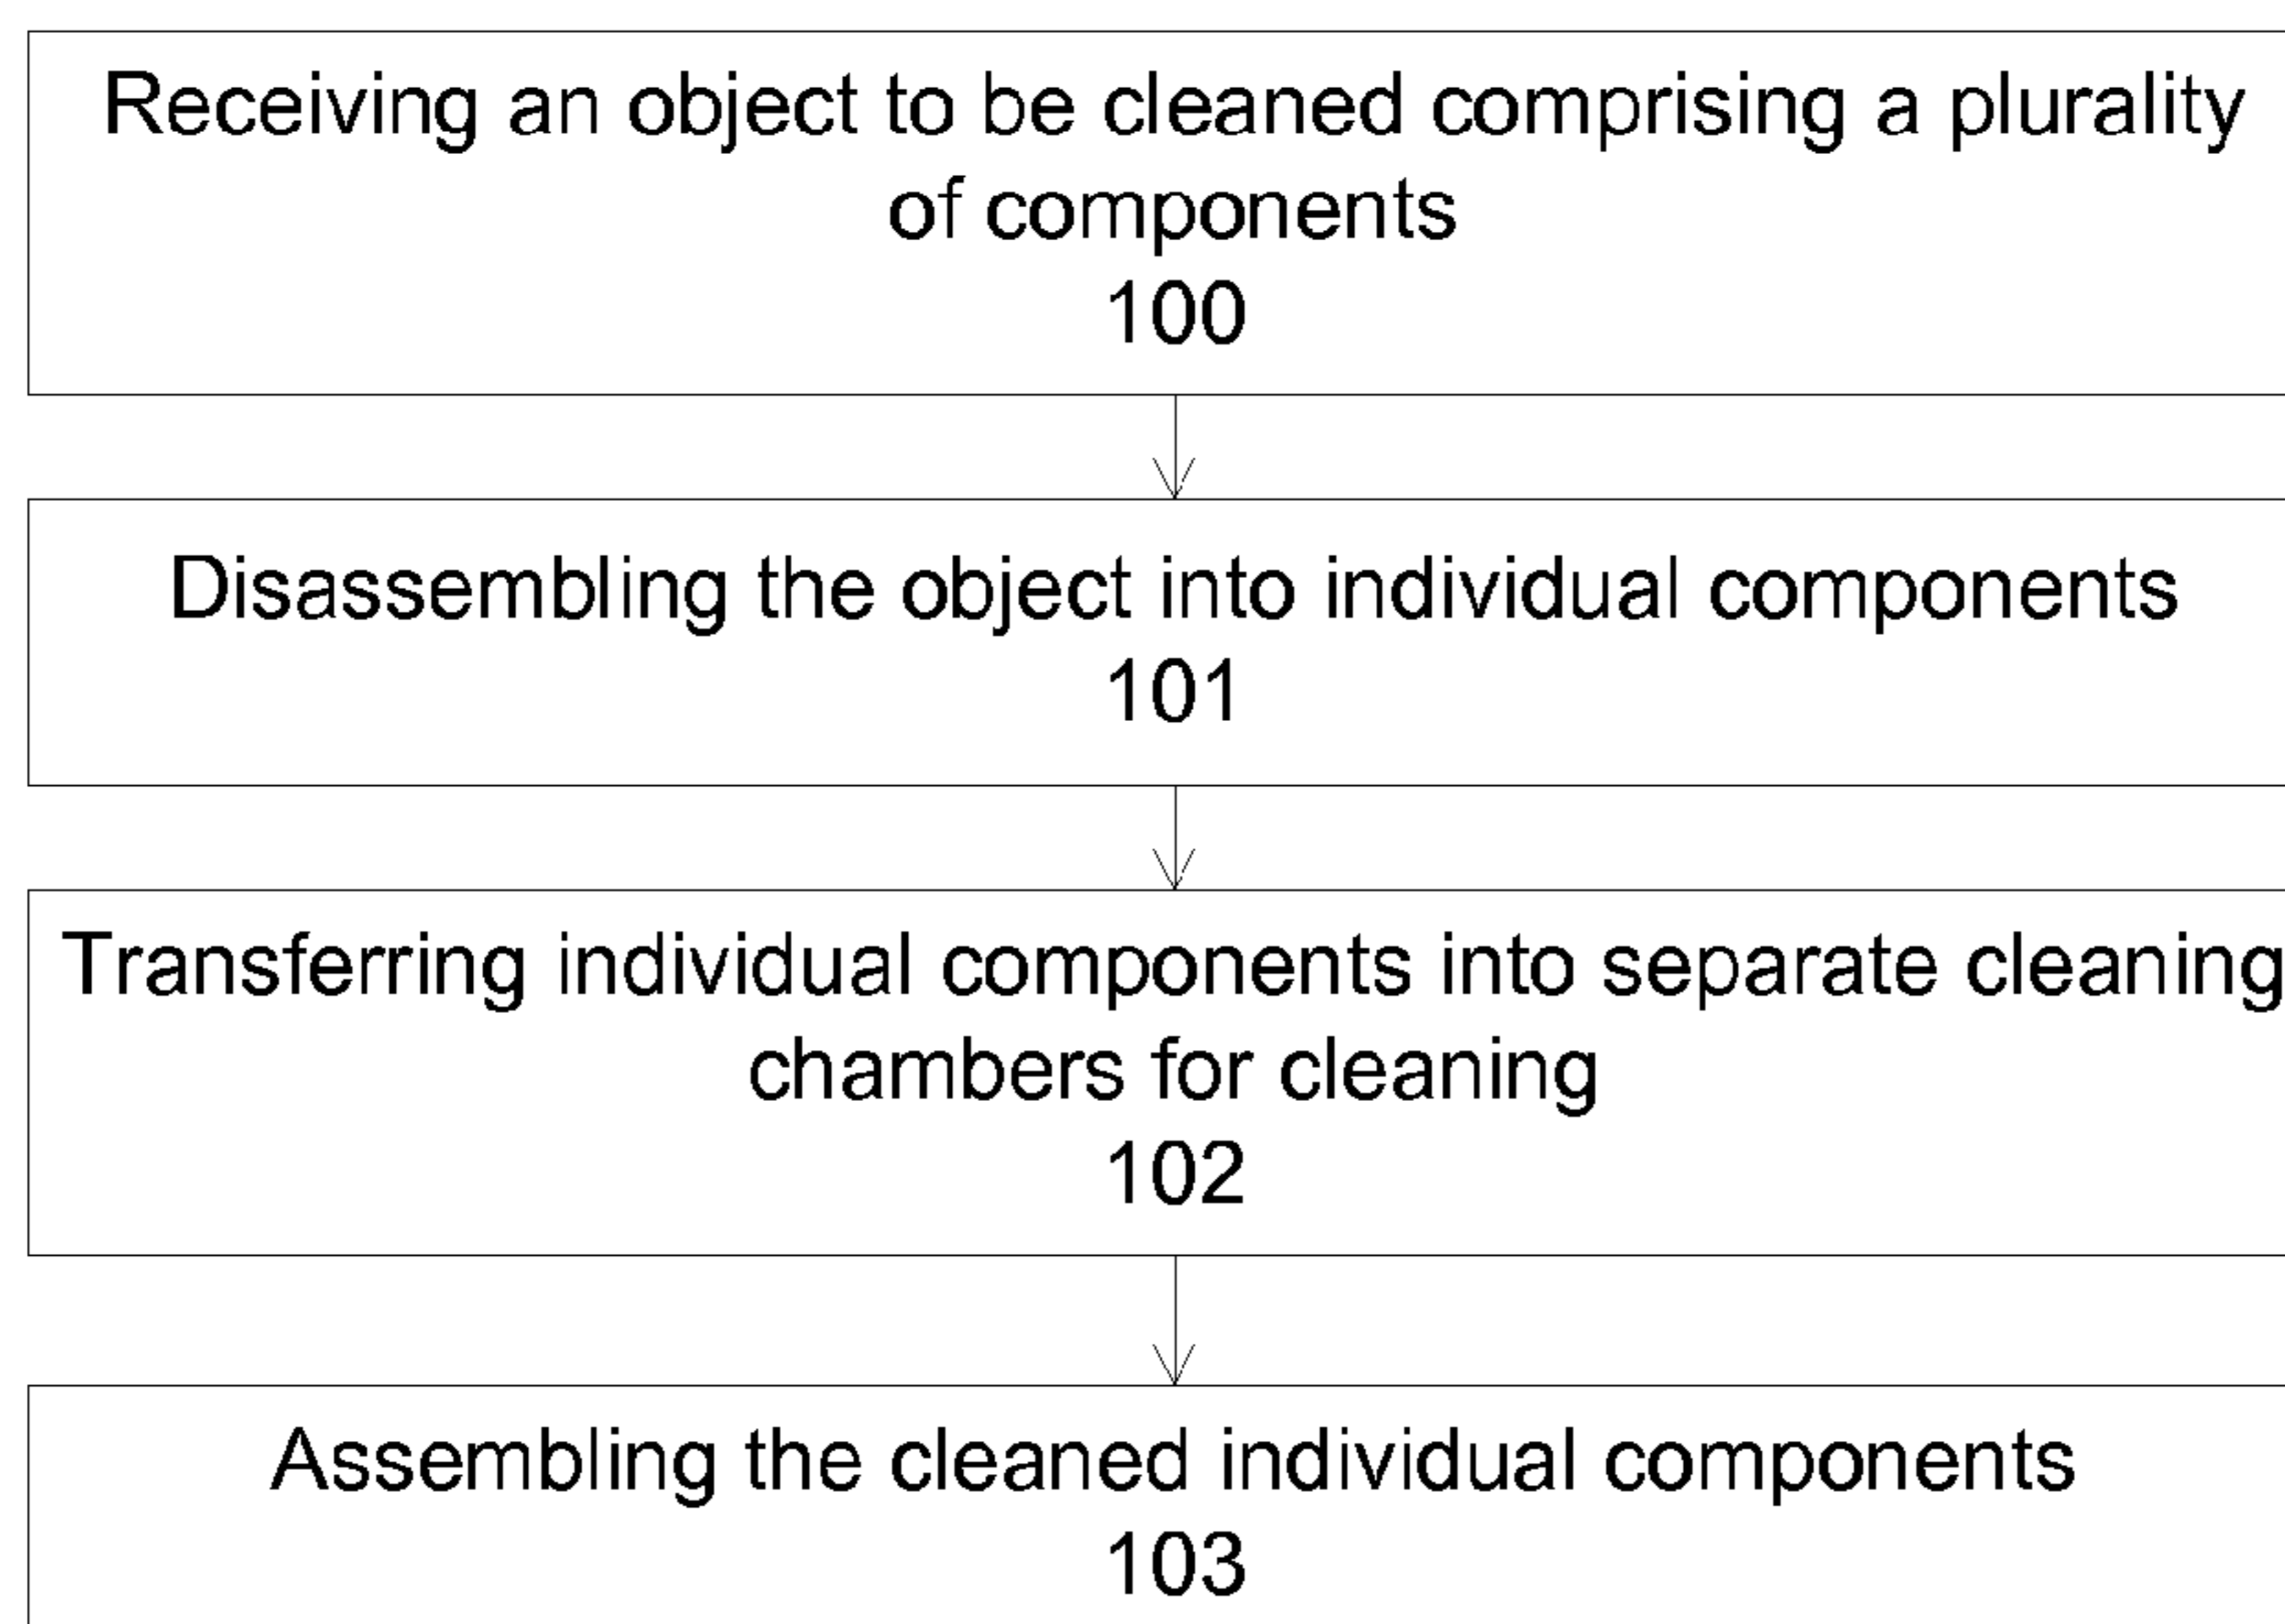 Receiving an object to be cleaned comprising a plurality
of components
100
Disassembling the object into individual components
101
Transferring individual components into separate cleaning
chambers for cleaning
102
Assembling the cleaned individual components
103